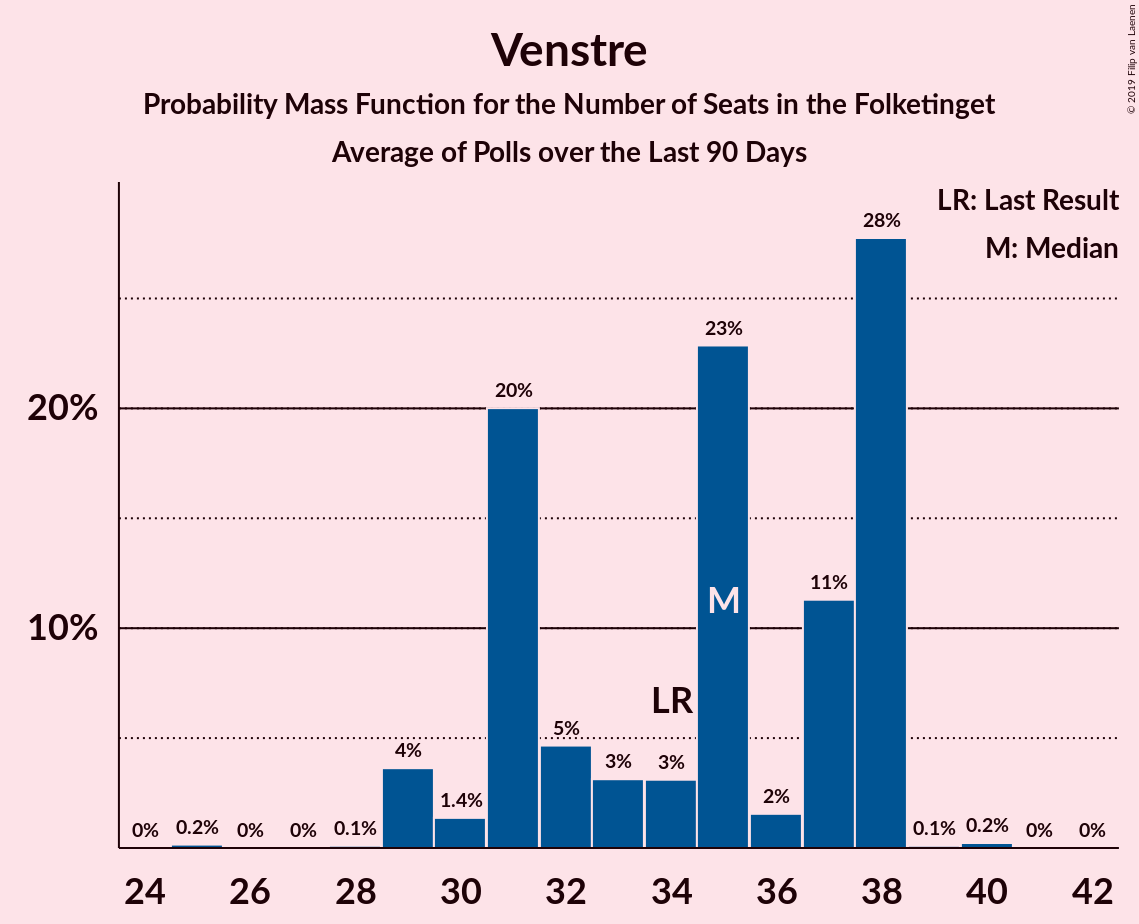 Venstre
Probability Mass Function for the Number of Seats in the Folketinget
Average of Polls over the Last 90 Days
© 2019 Filip van Laenen
LR: Last Result
M: Median
20%
10%
0%
0.2%
0%
0%
0.1%
4%
1.4%
20%
5%
3%
3%
LR
23%
M
2%
11%
28%
0.1%
0.2%
0%
0%
24 26 28 30 32 34 36 38 40 42